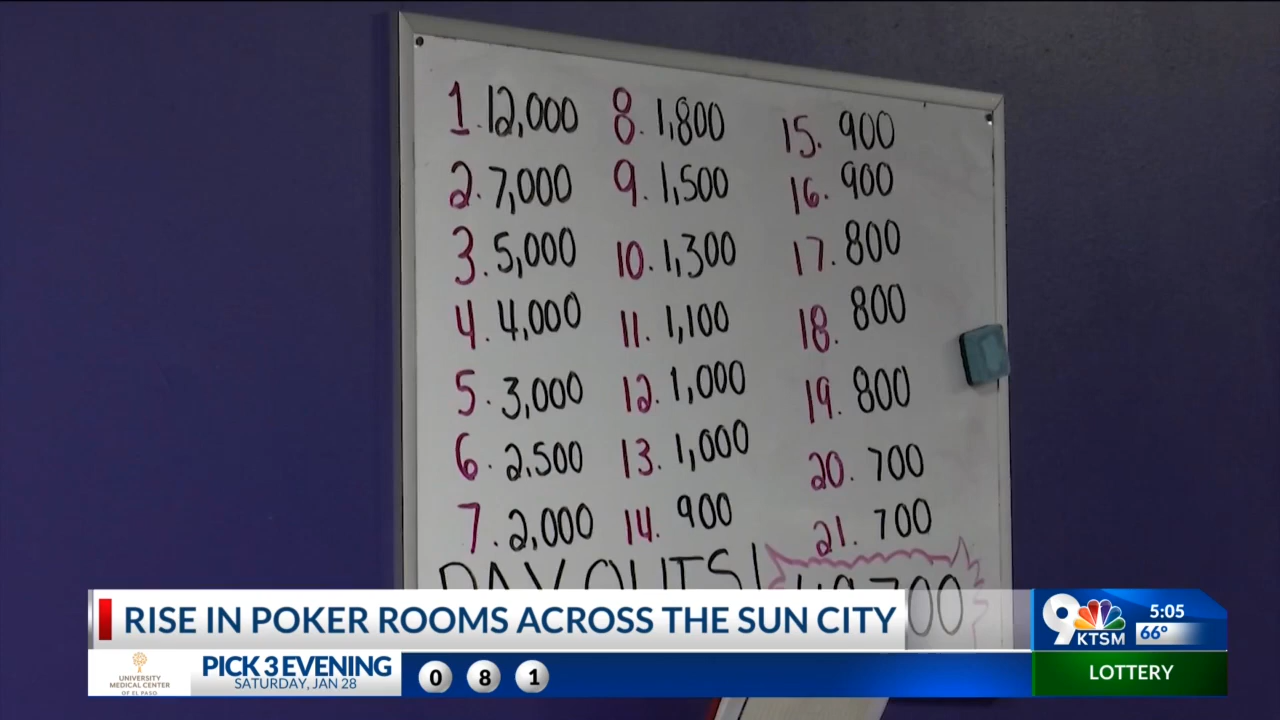 1. 12,000
2. 7,000
3. 5,000
4. 4,000
5. 3,000
6. 2,500
7. 2,000
8. 1,800
9. 1,500
10. 1,300
11. 1,100
12. 1,000
13. 1,000
14. 900
15. 900
16. 900
17. 800
18. 800
19. 800
20. 700
21. 700
PAYOUTS!
RISE IN POKER ROOMS ACROSS THE SUN CITY
9 KTSM
5:05
66°
UNIVERSITY
MEDICAL CENTER
OF EL PASO
PICK 3 EVENING
SATURDAY, JAN 28
0 8 1
LOTTERY